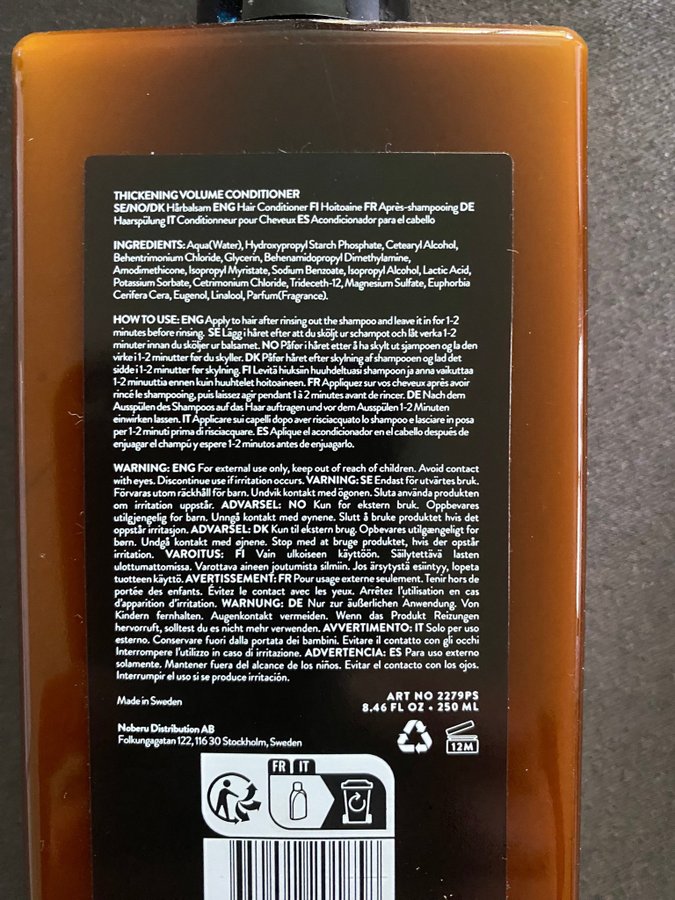 THICKENING VOLUME CONDITIONER
SE/NO/DK Hårbalsam ENG Hair Conditioner FI Hoitoaine FR Après-shampooing DE
Haarspülung IT Conditionneur pour Cheveux ES Acondicionador para el cabello
INGREDIENTS: Aqua(Water), Hydroxypropyl Starch Phosphate, Cetearyl Alcohol,
Behentrimonium Chloride, Glycerin, Behenamidopropyl Dimethylamine,
Amodimethicone, Isopropyl Myristate, Sodium Benzoate, Isopropyl Alcohol, Lactic Acid,
Potassium Sorbate, Cetrimonium Chloride, Trideceth-12, Magnesium Sulfate, Euphorbia
Cerifera Cera, Eugenol, Linalool, Parfum(Fragrance).
HOW TO USE: ENG Apply to hair after rinsing out the shampoo and leave it in for 1-2
minutes before rinsing. SE Lägg i håret efter att du sköljt ur schampot och låt verka 1-2
minuter innan du sköljer ur balsamet. NO Påfør i håret etter å ha skylt ut sjampoen og la den
virke i 1-2 minutter før du skyller. DK Påfør håret efter skylning af shampooen og lad det
sidde i 1-2 minutter før skylning. FI Levitä hiuksiin huuhdeltuasi shampoon ja anna vaikuttaa
1-2 minuuttia ennen kuin huuhtelet hoitoaineen. FR Appliquez sur vos cheveux après avoir
rincé le shampooing, puis laissez agir pendant 1 à 2 minutes avant de rincer. DE Nach dem
Ausspülen des Shampoos auf das Haar auftragen und vor dem Ausspülen 1-2 Minuten
einwirken lassen. IT Applicare sui capelli dopo aver risciacquato lo shampoo e lasciare in posa
per 1-2 minuti prima di risciacquare. ES Aplique el acondicionador en el cabello después de
enjuagar el champú y espere 1-2 minutos antes de enjuagarlo.
WARNING: ENG For external use only, keep out of reach of children. Avoid contact
with eyes. Discontinue use if irritation occurs. VARNING: SE Endast för utvärtes bruk.
Förvaras utom räckhåll för barn. Undvik kontakt med ögonen. Sluta använda produkten
om irritation uppstår. ADVARSEL: NO Kun for ekstern bruk. Oppbevares
utilgjengelig for barn. Unngå kontakt med øynene. Slutt å bruke produktet hvis det
oppstår irritasjon. ADVARSEL: DK Kun til ekstern brug. Opbevares utilgængeligt for
børn. Undgå kontakt med øjnene. Stop med at bruge produktet, hvis der opstår
irritation. VAROITUS: FI Vain ulkoiseen käyttöön. Säilytettävä lasten
ulottumattomissa. Varottava aineen joutumista silmiin. Jos ärsytystä esiintyy, lopeta
tuotteen käyttö. AVERTISSEMENT: FR Pour usage externe seulement. Tenir hors de
portée des enfants. Évitez le contact avec les yeux. Arrêtez l'utilisation en cas
d'apparition d'irritation. WARNUNG: DE Nur zur äußerlichen Anwendung. Von
Kindern fernhalten. Augenkontakt vermeiden. Wenn das Produkt Reizungen
hervorruft, solltest du es nicht mehr verwenden. AVVERTIMENTO: IT Solo per uso
esterno. Conservare fuori dalla portata dei bambini. Evitare il contatto con gli occhi
Interrompere l'utilizzo in caso di irritazione. ADVERTENCIA: ES Para uso externo
solamente. Mantener fuera del alcance de los niños. Evitar el contacto con los ojos.
Interrumpir el uso si se produce irritación.
Made in Sweden
ART NO 2279PS
8.46 FL OZ • 250 ML
Noberu Distribution AB
Folkungagatan 122, 116 30 Stockholm, Sweden
12M
FR IT